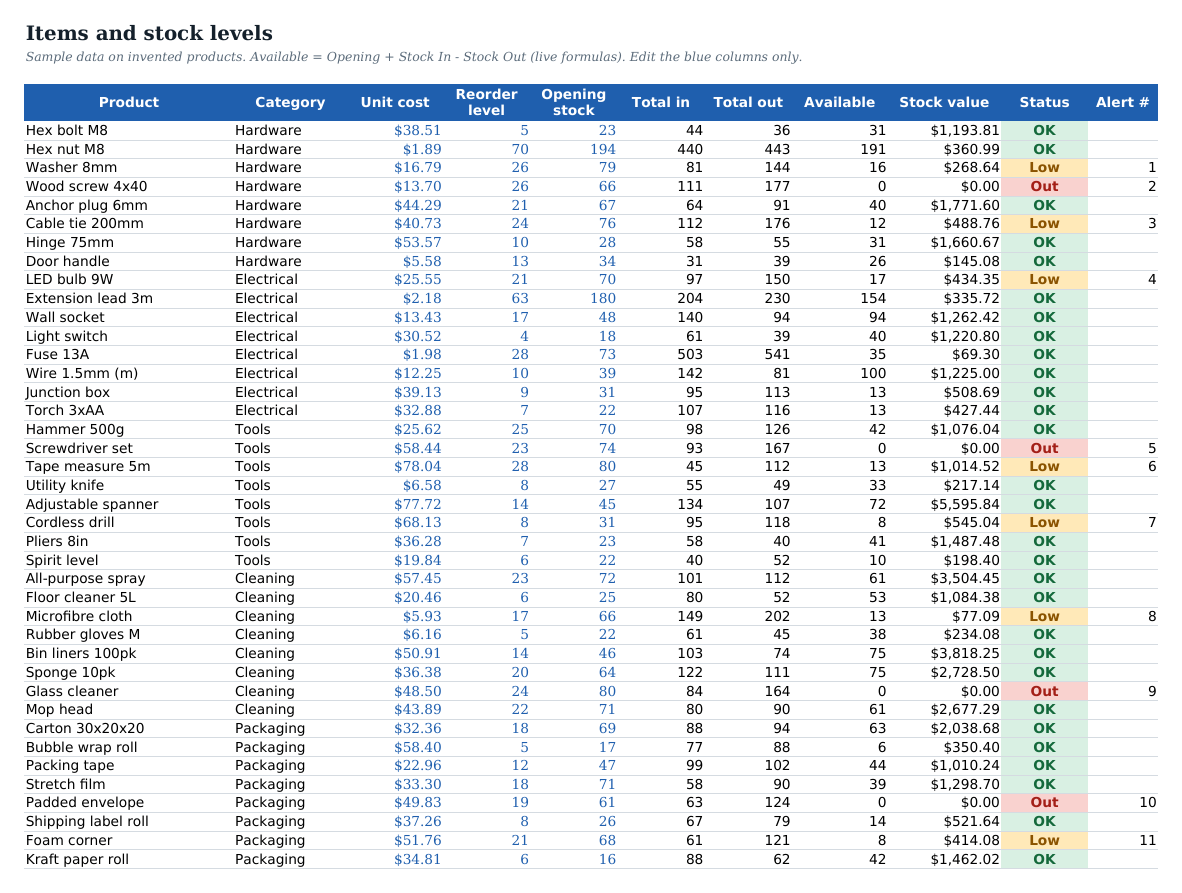 Items and stock levels
Sample data on invented products. Available = Opening + Stock In - Stock Out (live formulas). Edit the blue columns only.
Product Category Unit cost Reorder level Opening stock Total in Total out Available Stock value Status Alert #
Hex bolt M8 Hardware $38.51 5 23 44 36 31 $1,193.81 OK
Hex nut M8 Hardware $1.89 70 194 440 443 191 $360.99 OK
Washer 8mm Hardware $16.79 26 79 81 144 16 $268.64 Low 1
Wood screw 4x40 Hardware $13.70 26 66 111 177 0 $0.00 Out 2
Anchor plug 6mm Hardware $44.29 21 67 64 91 40 $1,771.60 OK
Cable tie 200mm Hardware $40.73 24 76 112 176 12 $488.76 Low 3
Hinge 75mm Hardware $53.57 10 28 58 55 31 $1,660.67 OK
Door handle Hardware $5.58 13 34 31 39 26 $145.08 OK
LED bulb 9W Electrical $25.55 21 70 97 150 17 $434.35 Low 4
Extension lead 3m Electrical $2.18 63 180 204 230 154 $335.72 OK
Wall socket Electrical $13.43 17 48 140 94 94 $1,262.42 OK
Light switch Electrical $30.52 4 18 61 39 40 $1,220.80 OK
Fuse 13A Electrical $1.98 28 73 503 541 35 $69.30 OK
Wire 1.5mm (m) Electrical $12.25 10 39 142 81 100 $1,225.00 OK
Junction box Electrical $39.13 9 31 95 113 13 $508.69 OK
Torch 3xAA Electrical $32.88 7 22 107 116 13 $427.44 OK
Hammer 500g Tools $25.62 25 70 98 126 42 $1,076.04 OK
Screwdriver set Tools $58.44 23 74 93 167 0 $0.00 Out 5
Tape measure 5m Tools $78.04 28 80 45 112 13 $1,014.52 Low 6
Utility knife Tools $6.58 8 27 55 49 33 $217.14 OK
Adjustable spanner Tools $77.72 14 45 134 107 72 $5,595.84 OK
Cordless drill Tools $68.13 8 31 95 118 8 $545.04 Low 7
Pliers 8in Tools $36.28 7 23 58 40 41 $1,487.48 OK
Spirit level Tools $19.84 6 22 40 52 10 $198.40 OK
All-purpose spray Cleaning $57.45 23 72 101 112 61 $3,504.45 OK
Floor cleaner 5L Cleaning $20.46 6 25 80 52 53 $1,084.38 OK
Microfibre cloth Cleaning $5.93 17 66 149 202 13 $77.09 Low 8
Rubber gloves M Cleaning $6.16 5 22 61 45 38 $234.08 OK
Bin liners 100pk Cleaning $50.91 14 46 103 74 75 $3,818.25 OK
Sponge 10pk Cleaning $36.38 20 64 122 111 75 $2,728.50 OK
Glass cleaner Cleaning $48.50 24 80 84 164 0 $0.00 Out 9
Mop head Cleaning $43.89 22 71 80 90 61 $2,677.29 OK
Carton 30x20x20 Packaging $32.36 18 69 88 94 63 $2,038.68 OK
Bubble wrap roll Packaging $58.40 5 17 77 88 6 $350.40 OK
Packing tape Packaging $22.96 12 47 99 102 44 $1,010.24 OK
Stretch film Packaging $33.30 18 71 58 90 39 $1,298.70 OK
Padded envelope Packaging $49.83 19 61 63 124 0 $0.00 Out 10
Shipping label roll Packaging $37.26 8 26 67 79 14 $521.64 OK
Foam corner Packaging $51.76 21 68 61 121 8 $414.08 Low 11
Kraft paper roll Packaging $34.81 6 16 88 62 42 $1,462.02 OK